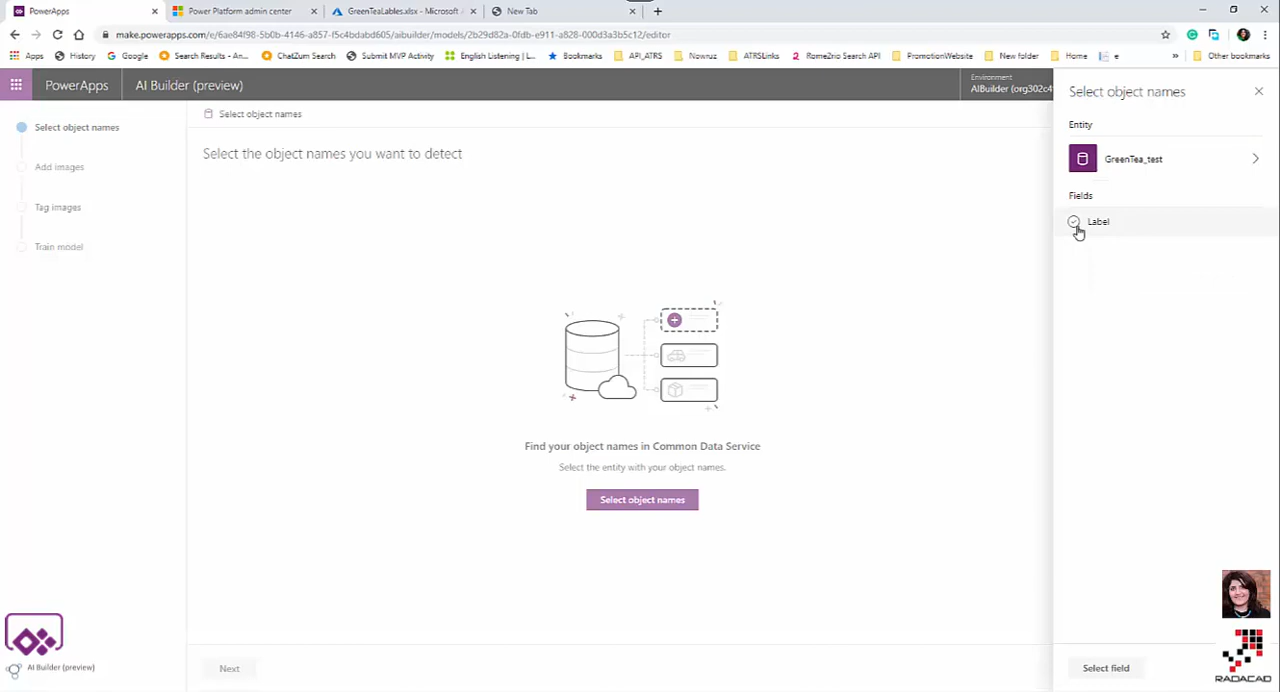 PowerApps
Power Platform admin center
GreenTeaLables.xlsx - Microsoft
New Tab
make.powerapps.com/e/6ae84f98-5b0b-4146-a857-f5c4bdabd605/aibuilder/models/2b29d82a-0fdb-e911-a828-000d3a3b5c12/editor
Apps
History
Google
Search Results - An...
ChatZum Search
Submit MVP Activity
English Listening |...
Bookmarks
API_ATRS
Nowruz
ATRSLinks
Rome2rio Search API
PromotionWebsite
New folder
Home
e
»
Other bookmarks
PowerApps
AI Builder (preview)
Environment
AIBuilder (org302c4
Select object names
Add images
Tag images
Train model
Select object names
Select the object names you want to detect
Find your object names in Common Data Service
Select the entity with your object names.
Select object names
Next
Select object names
Entity
GreenTea_test
Fields
Label
Select field
AI Builder (preview)
RADACAD